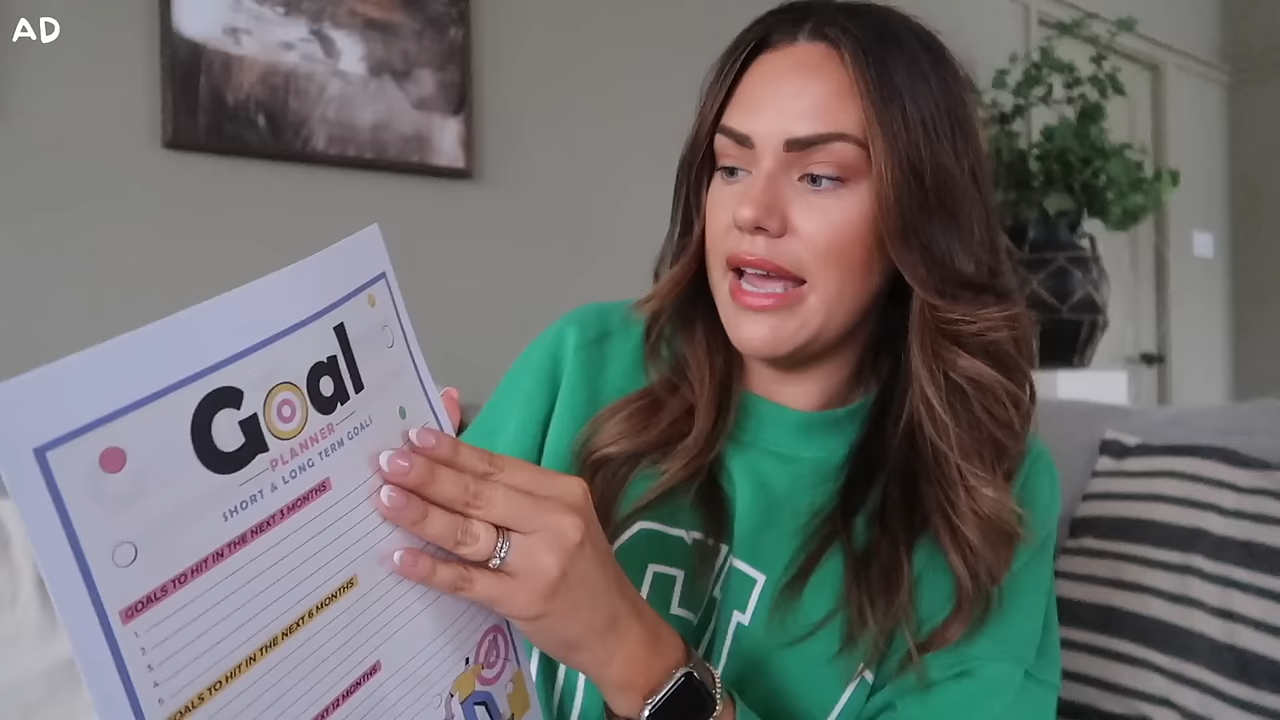 AD
Goal
PLANNER
SHORT & LONG TERM GOALS
GOALS TO HIT IN THE NEXT 3 MONTHS
1.
2.
3.
4.
5.
GOALS TO HIT IN THE NEXT 6 MONTHS
12 MONTHS